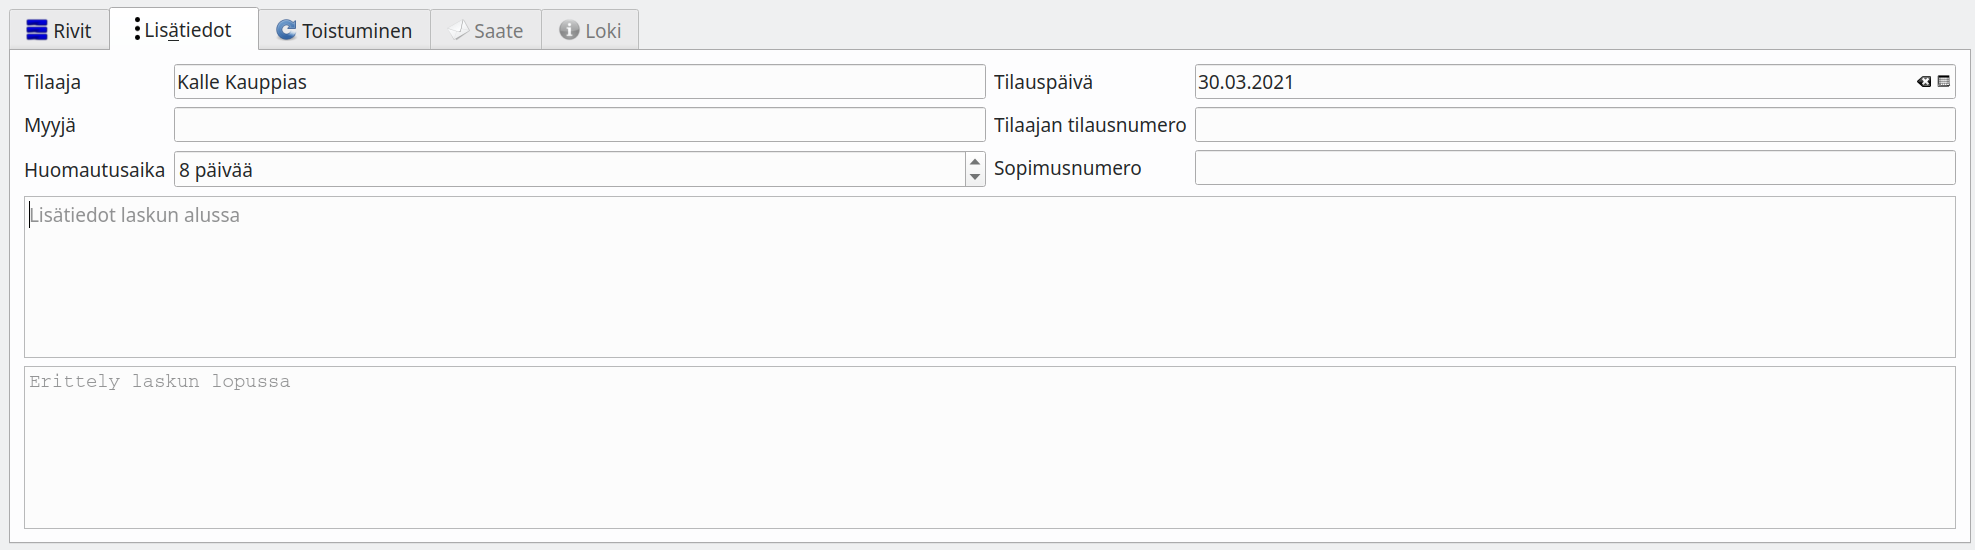 Rivit Lisätiedot Toistuminen Saate Loki
Tilaaja Kalle Kauppias Tilauspäivä 30.03.2021
Myyjä Tilaajan tilausnumero
Huomautusaika 8 päivää Sopimusnumero
Lisätiedot laskun alussa
Erittely laskun lopussa